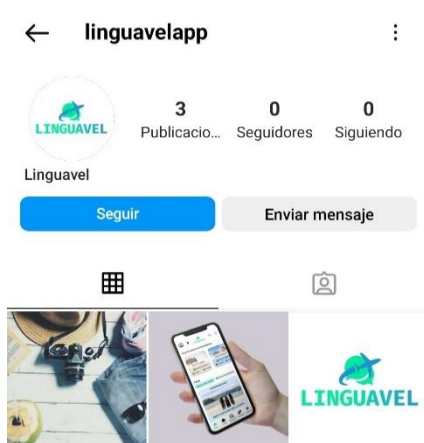 linguavelapp
LINGUAVEL
3
0
0
Publicacio...
Seguidores
Siguiendo
Linguavel
Seguir
Enviar mensaje
LINGUAVEL